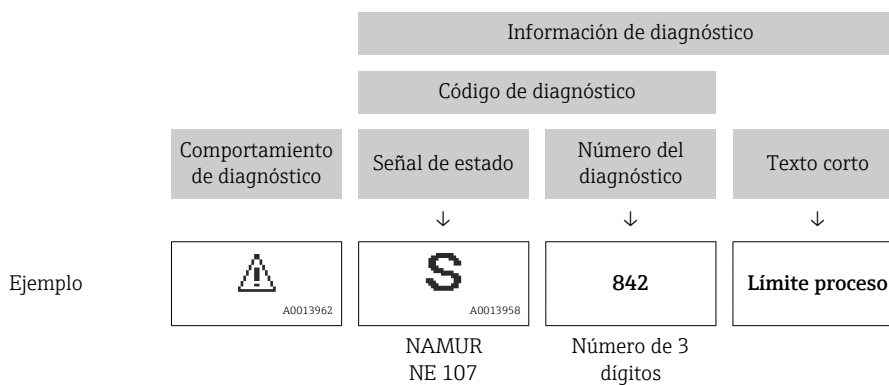 Información de diagnóstico
Código de diagnóstico
Comportamiento
de diagnóstico
Señal de estado
Número del
diagnóstico
Texto corto
↓ ↓ ↓
Ejemplo
⚠
A0013962
S
A0013958
842
Límite proceso
NAMUR
NE 107
Número de 3
dígitos